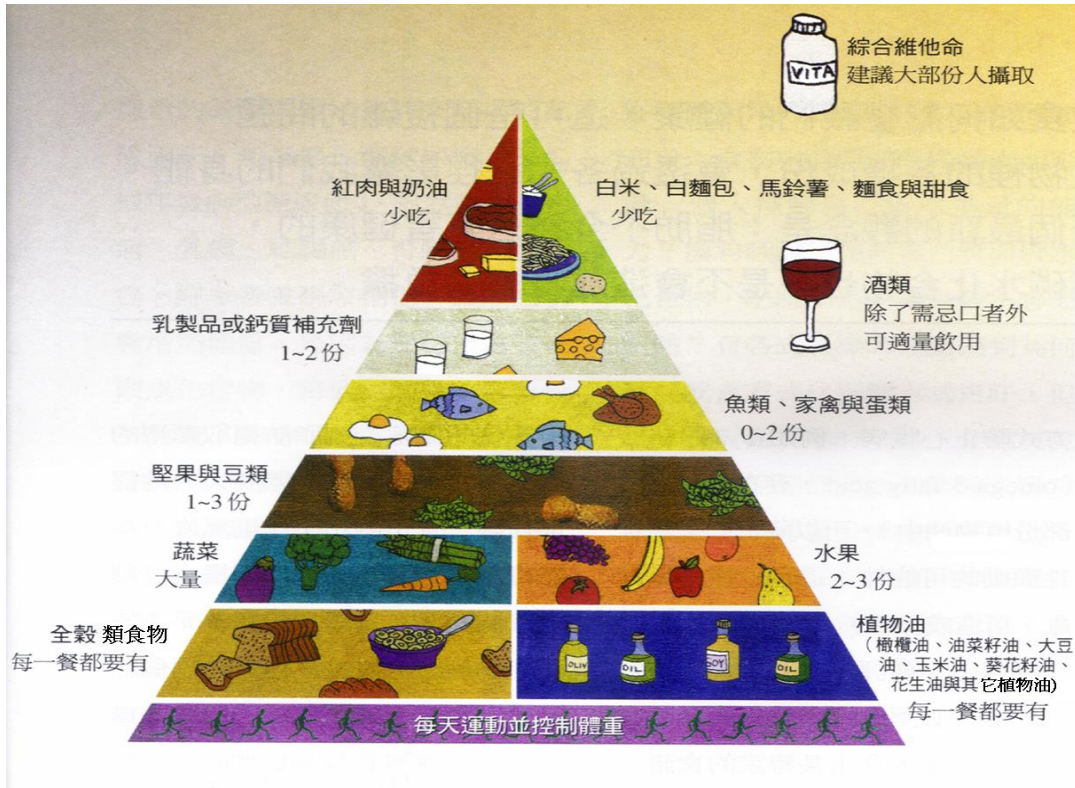 VITA
綜合維他命
建議大部份人攝取
紅肉與奶油
少吃
白米、白麵包、馬鈴薯、麵食與甜食
少吃
酒類
除了需忌口者外
可適量飲用
乳製品或鈣質補充劑
1~2份
魚類、家禽與蛋類
0~2份
堅果與豆類
1~3份
蔬菜
大量
水果
2~3份
全穀類食物
每一餐都要有
OLIV
OIL
SOY
OIL
植物油
(橄欖油、油菜籽油、大豆
油、玉米油、葵花籽油、
花生油與其它植物油)
每一餐都要有
每天運動並控制體重